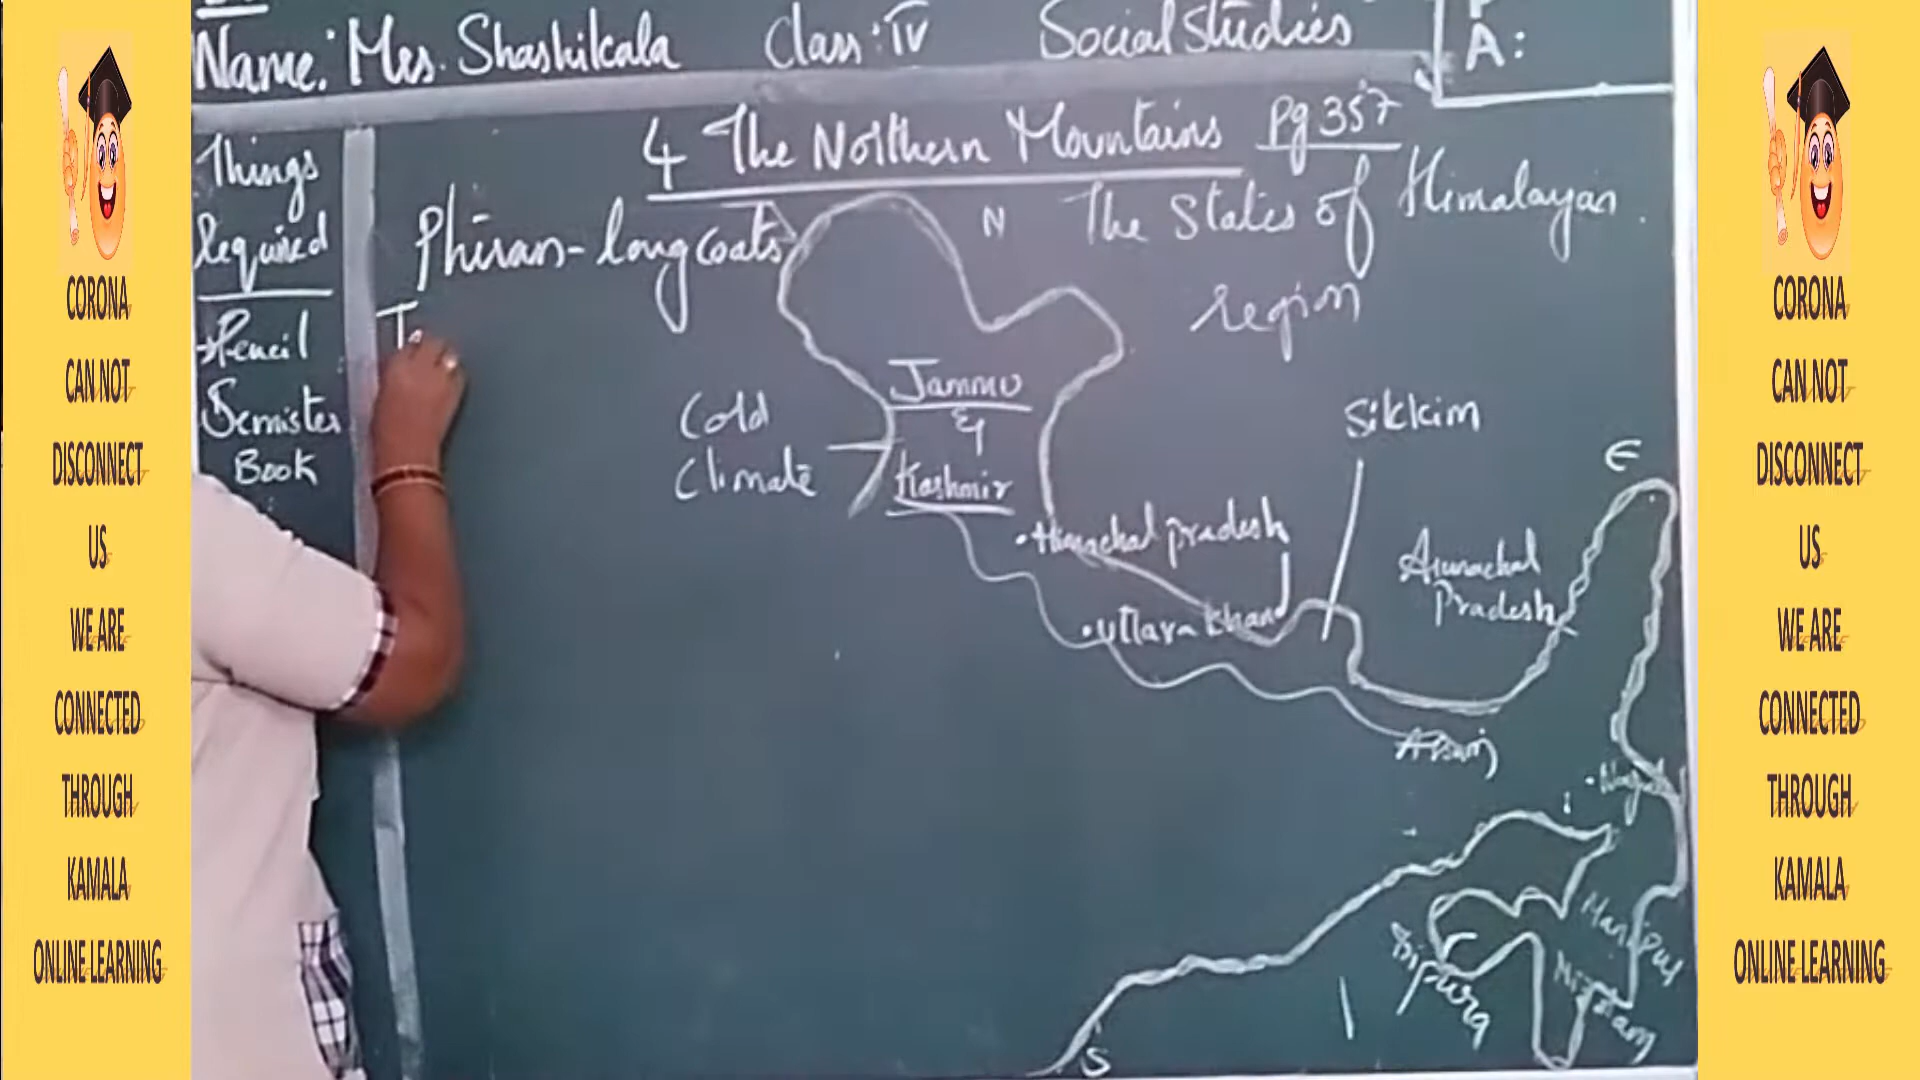 Name: Mrs. Shashikala Class: IV Social Studies
A:
Things
Required
Pencil
Semister
Book
4 The Northern Mountains Pg 357
Phiran - long coats
N
The States of Himalayan
region
Jammu
&
Kashmir
Cold
Climate
Sikkim
E
Himachal pradesh
Uttara khand
Arunachal
Pradesh
Assam
Manipur
Tripura
Mizoram
S
CORONA
CAN NOT
DISCONNECT
US
WE ARE
CONNECTED
THROUGH
KAMALA
ONLINE LEARNING
CORONA
CAN NOT
DISCONNECT
US
WE ARE
CONNECTED
THROUGH
KAMALA
ONLINE LEARNING